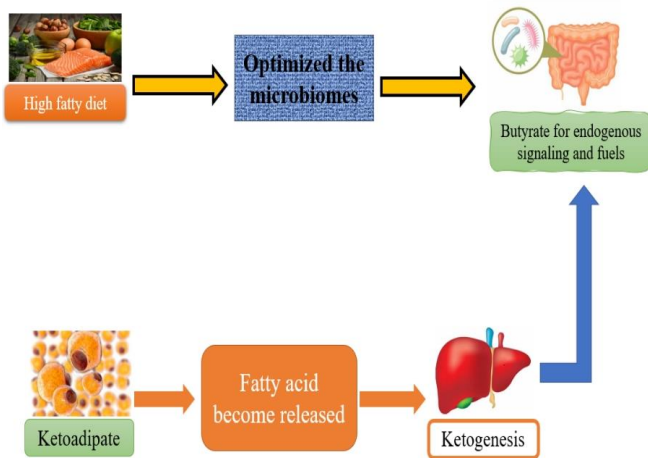 High fatty diet
Optimized the
microbiomes
Butyrate for endogenous
signaling and fuels
Ketoadipate
Fatty acid
become released
Ketogenesis